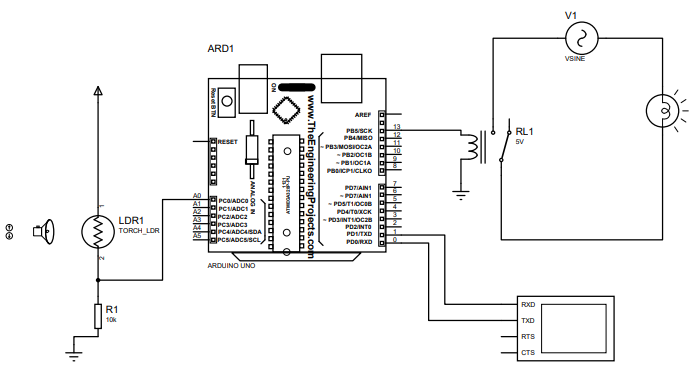 V1
VSINE
ARD1
RL1
5V
ON
Reset BTN
www.TheEngineeringProjects.com
ANALOG IN
ARDUINO UNO
RESET
AREF
PB5/SCK 13
PB4/MISO 12
~ PB3/MOSI/OC2A 11
~ PB2/OC1B 10
~ PB1/OC1A 9
PB0/ICP1/CLKO 8
PD7/AIN1 7
~ PD6/AIN1 6
~ PD5/T1/OC0B 5
PD4/T0/XCK 4
~ PD3/INT1/OC2B 3
PD2/INT0 2
PD1/TXD 1
PD0/RXD 0
A0 PC0/ADC0
A1 PC1/ADC1
A2 PC2/ADC2
A3 PC3/ADC3
A4 PC4/ADC4/SDA
A5 PC5/ADC5/SCL
LDR1
TORCH_LDR
1
2
R1
10k
RXD
TXD
RTS
CTS